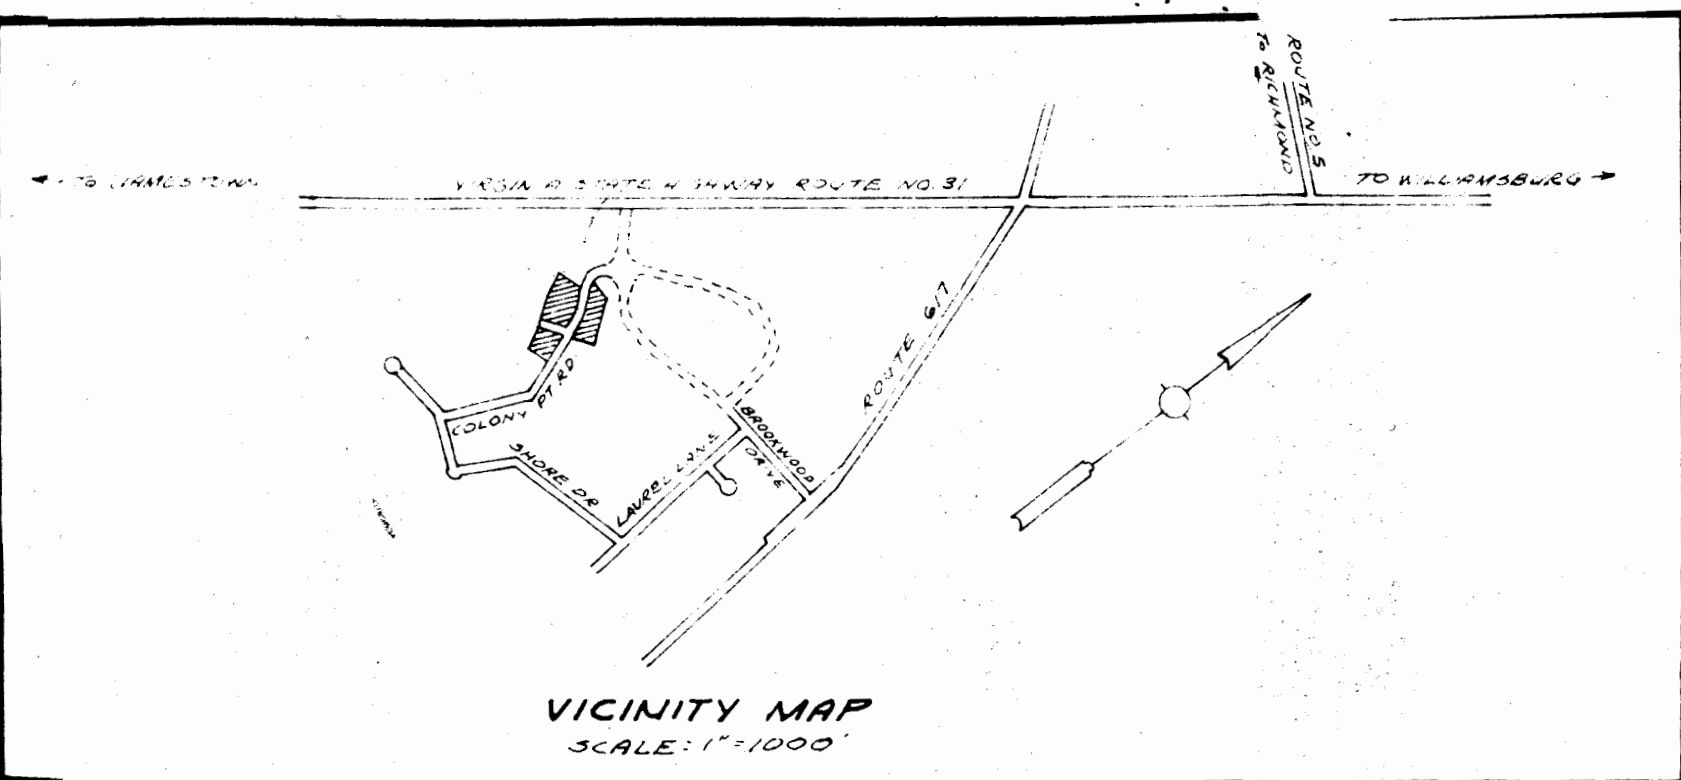 ROUTE NO. 5
TO RICHMOND
TO JAMESTOWN
VIRGINIA STATE HIGHWAY ROUTE NO. 31
TO WILLIAMSBURG
ROUTE 617
COLONY PT. RD
SHORE DR
LAUREL LANE
BROOKWOOD
DRIVE
VICINITY MAP
SCALE: 1"=1000'